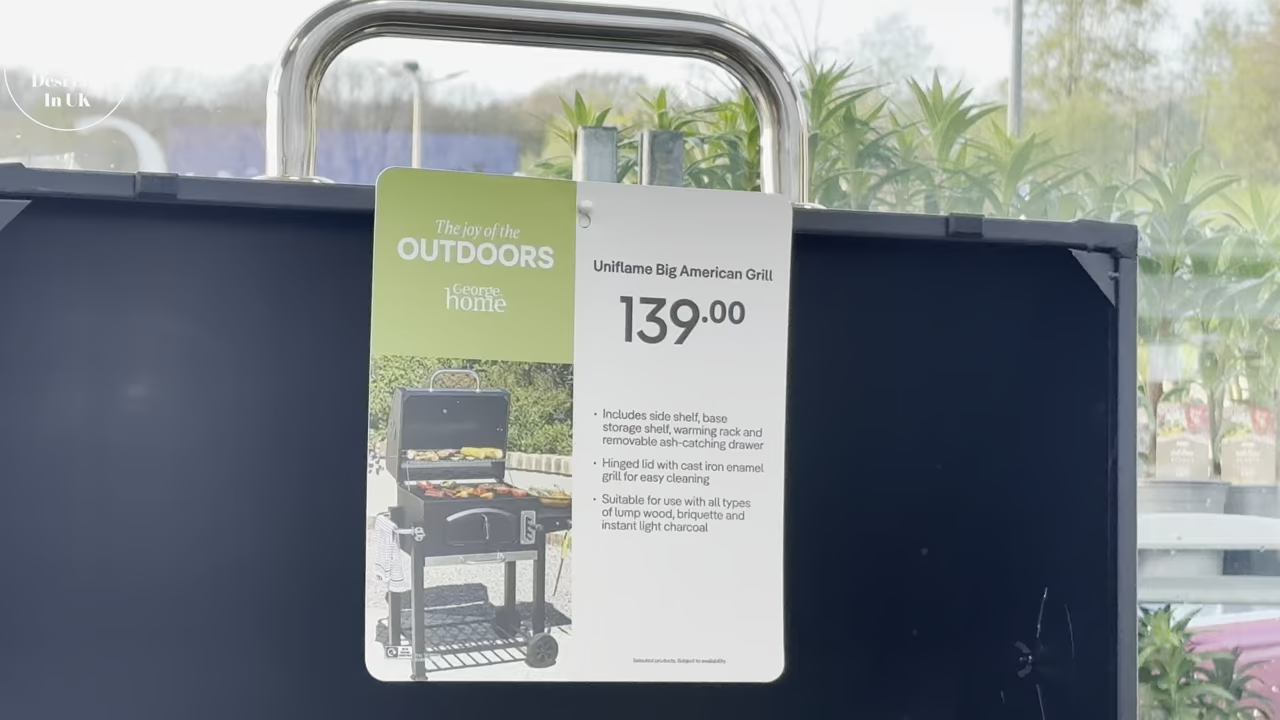 In UK
The joy of the
OUTDOORS
George.
home
Uniflame Big American Grill
139.00
• Includes side shelf, base
storage shelf, warming rack and
removable ash-catching drawer
• Hinged lid with cast iron enamel
grill for easy cleaning
• Suitable for use with all types
of lump wood, briquette and
instant light charcoal
Selected products. Subject to availability.